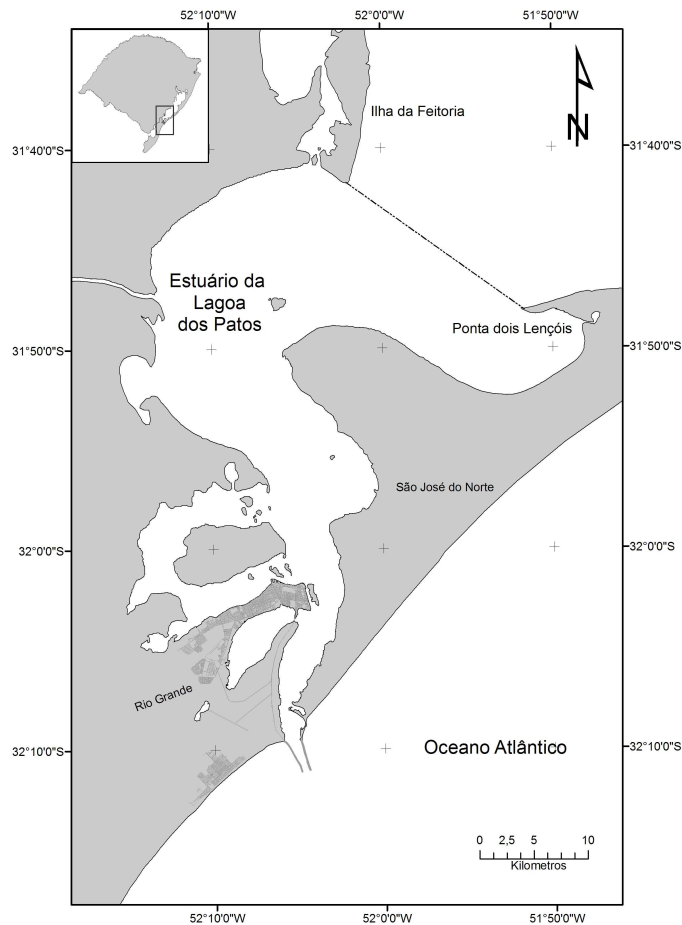 52°10'0"W 52°0'0"W 51°50'0"W
Ilha da Feitoria
N
31°40'0"S 31°40'0"S
Estuário da
Lagoa
dos Patos
Ponta dois Lençóis
31°50'0"S 31°50'0"S
São José do Norte
32°0'0"S 32°0'0"S
Rio Grande
32°10'0"S 32°10'0"S
Oceano Atlântico
0 2,5 5 10
Kilometros
52°10'0"W 52°0'0"W 51°50'0"W